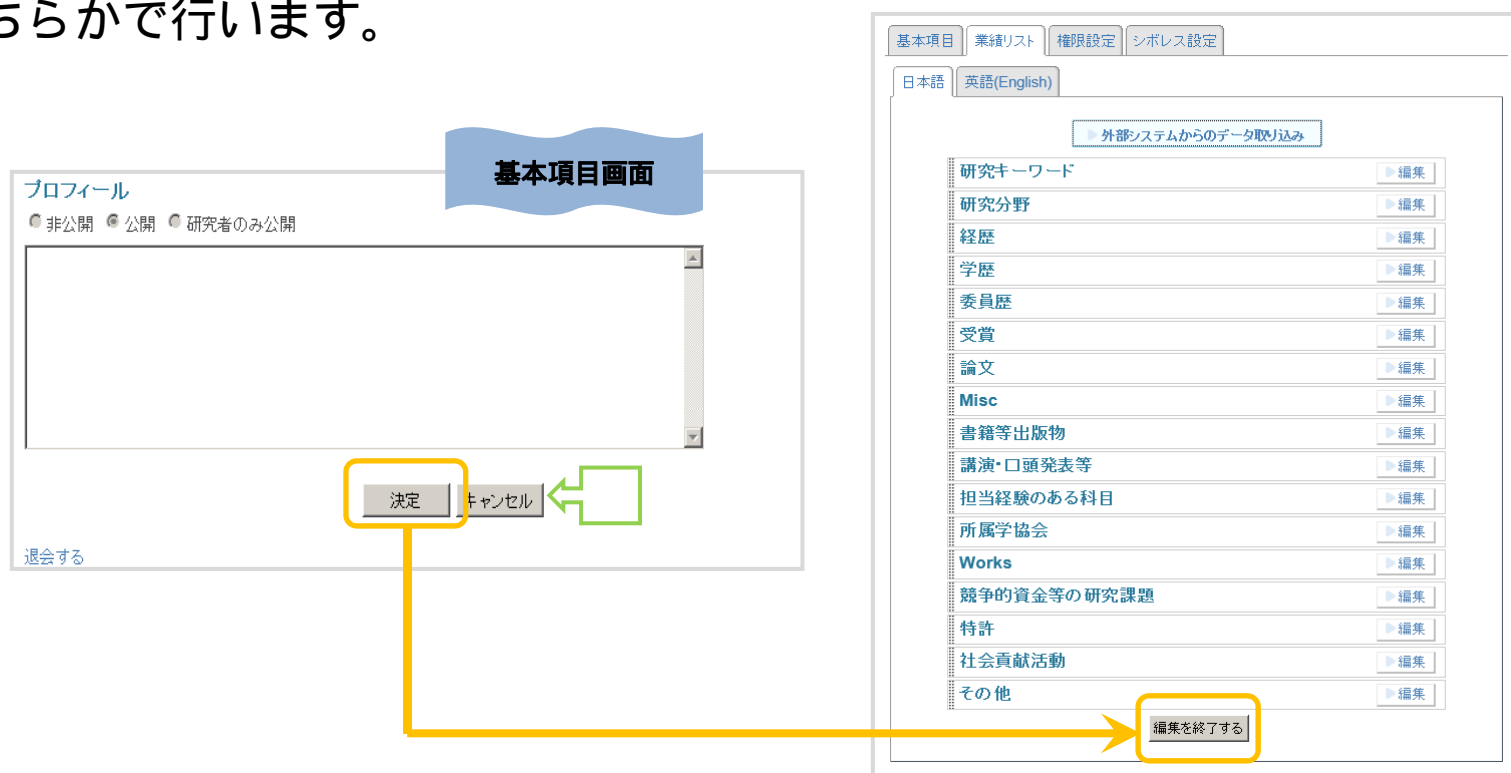 ちらかで行います。
基本項目画面
プロフィール
非公開 公開 研究者のみ公開
決定 キャンセル
退会する
基本項目 業績リスト 権限設定 シボレス設定
日本語 英語(English)
外部システムからのデータ取り込み
研究キーワード 編集
研究分野 編集
経歴 編集
学歴 編集
委員歴 編集
受賞 編集
論文 編集
Misc 編集
書籍等出版物 編集
講演・口頭発表等 編集
担当経験のある科目 編集
所属学協会 編集
Works 編集
競争的資金等の研究課題 編集
特許 編集
社会貢献活動 編集
その他 編集
編集を終了する